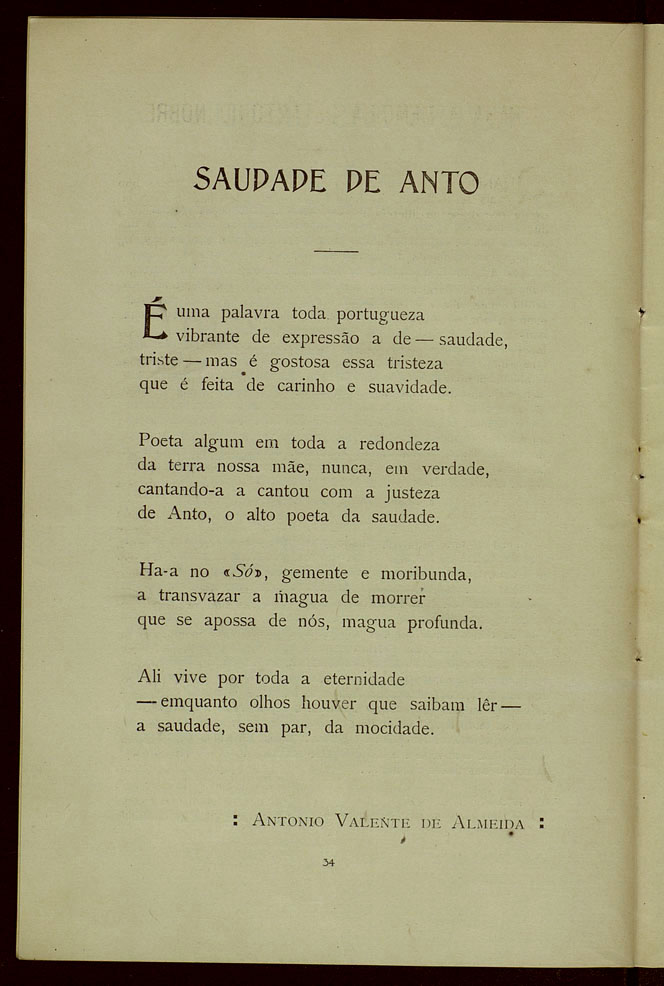 SAUDADE DE ANTO
É uma palavra toda portugueza
vibrante de expressão a de — saudade,
triste — mas é gostosa essa tristeza
que é feita de carinho e suavidade.
Poeta algum em toda a redondeza
da terra nossa mãe, nunca, em verdade,
cantando-a a cantou com a justeza
de Anto, o alto poeta da saudade.
Ha-a no «Só», gemente e moribunda,
a transvazar a magua de morrer
que se apossa de nós, magua profunda.
Ali vive por toda a eternidade
— emquanto olhos houver que saibam lêr —
a saudade, sem par, da mocidade.
: ANTONIO VALENTE DE ALMEIDA :
34